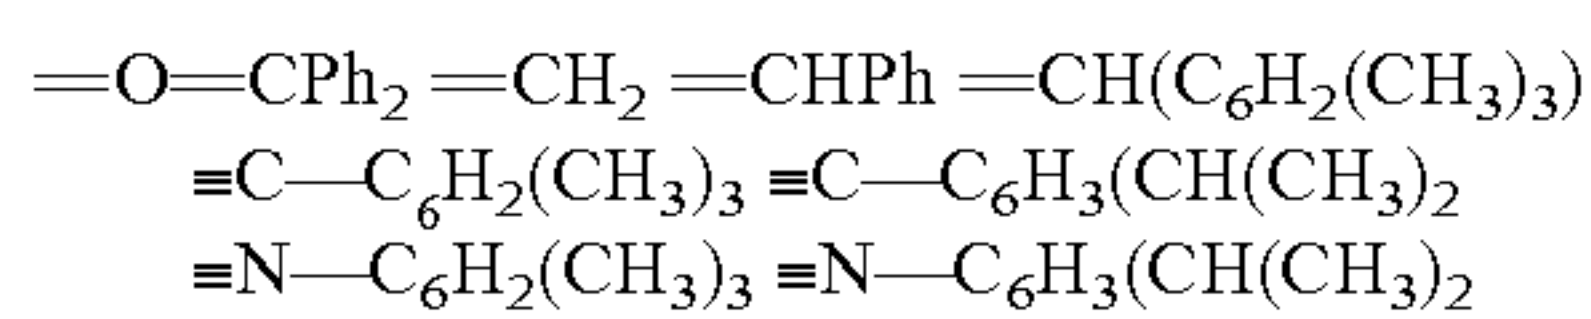 =O=CPh₂ =CH₂ =CHPh =CH(C₆H₂(CH₃)₃)
≡C—C₆H₂(CH₃)₃ ≡C—C₆H₃(CH(CH₃)₂
≡N—C₆H₂(CH₃)₃ ≡N—C₆H₃(CH(CH₃)₂